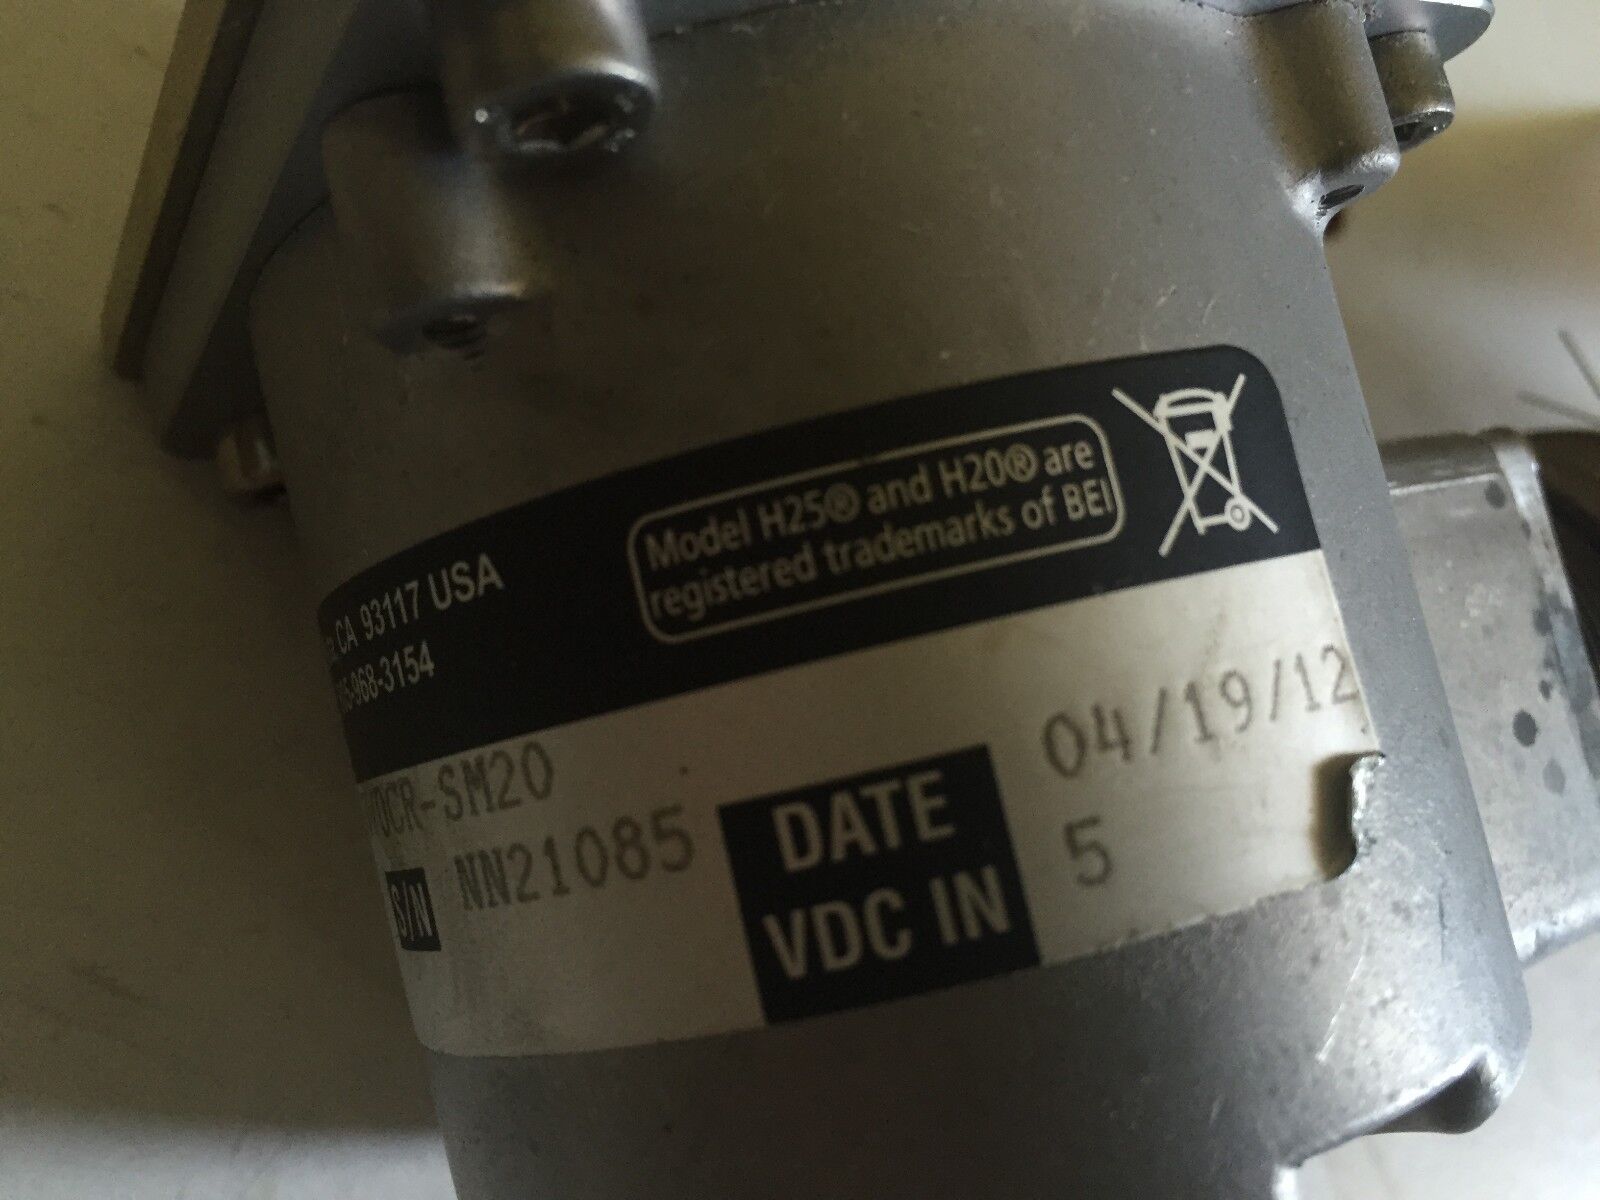 CA 93117 USA
968-3154
Model H25® and H20® are
registered trademarks of BEI
CR-SM20
S/N NN21085
DATE 04/19/12
VDC IN 5